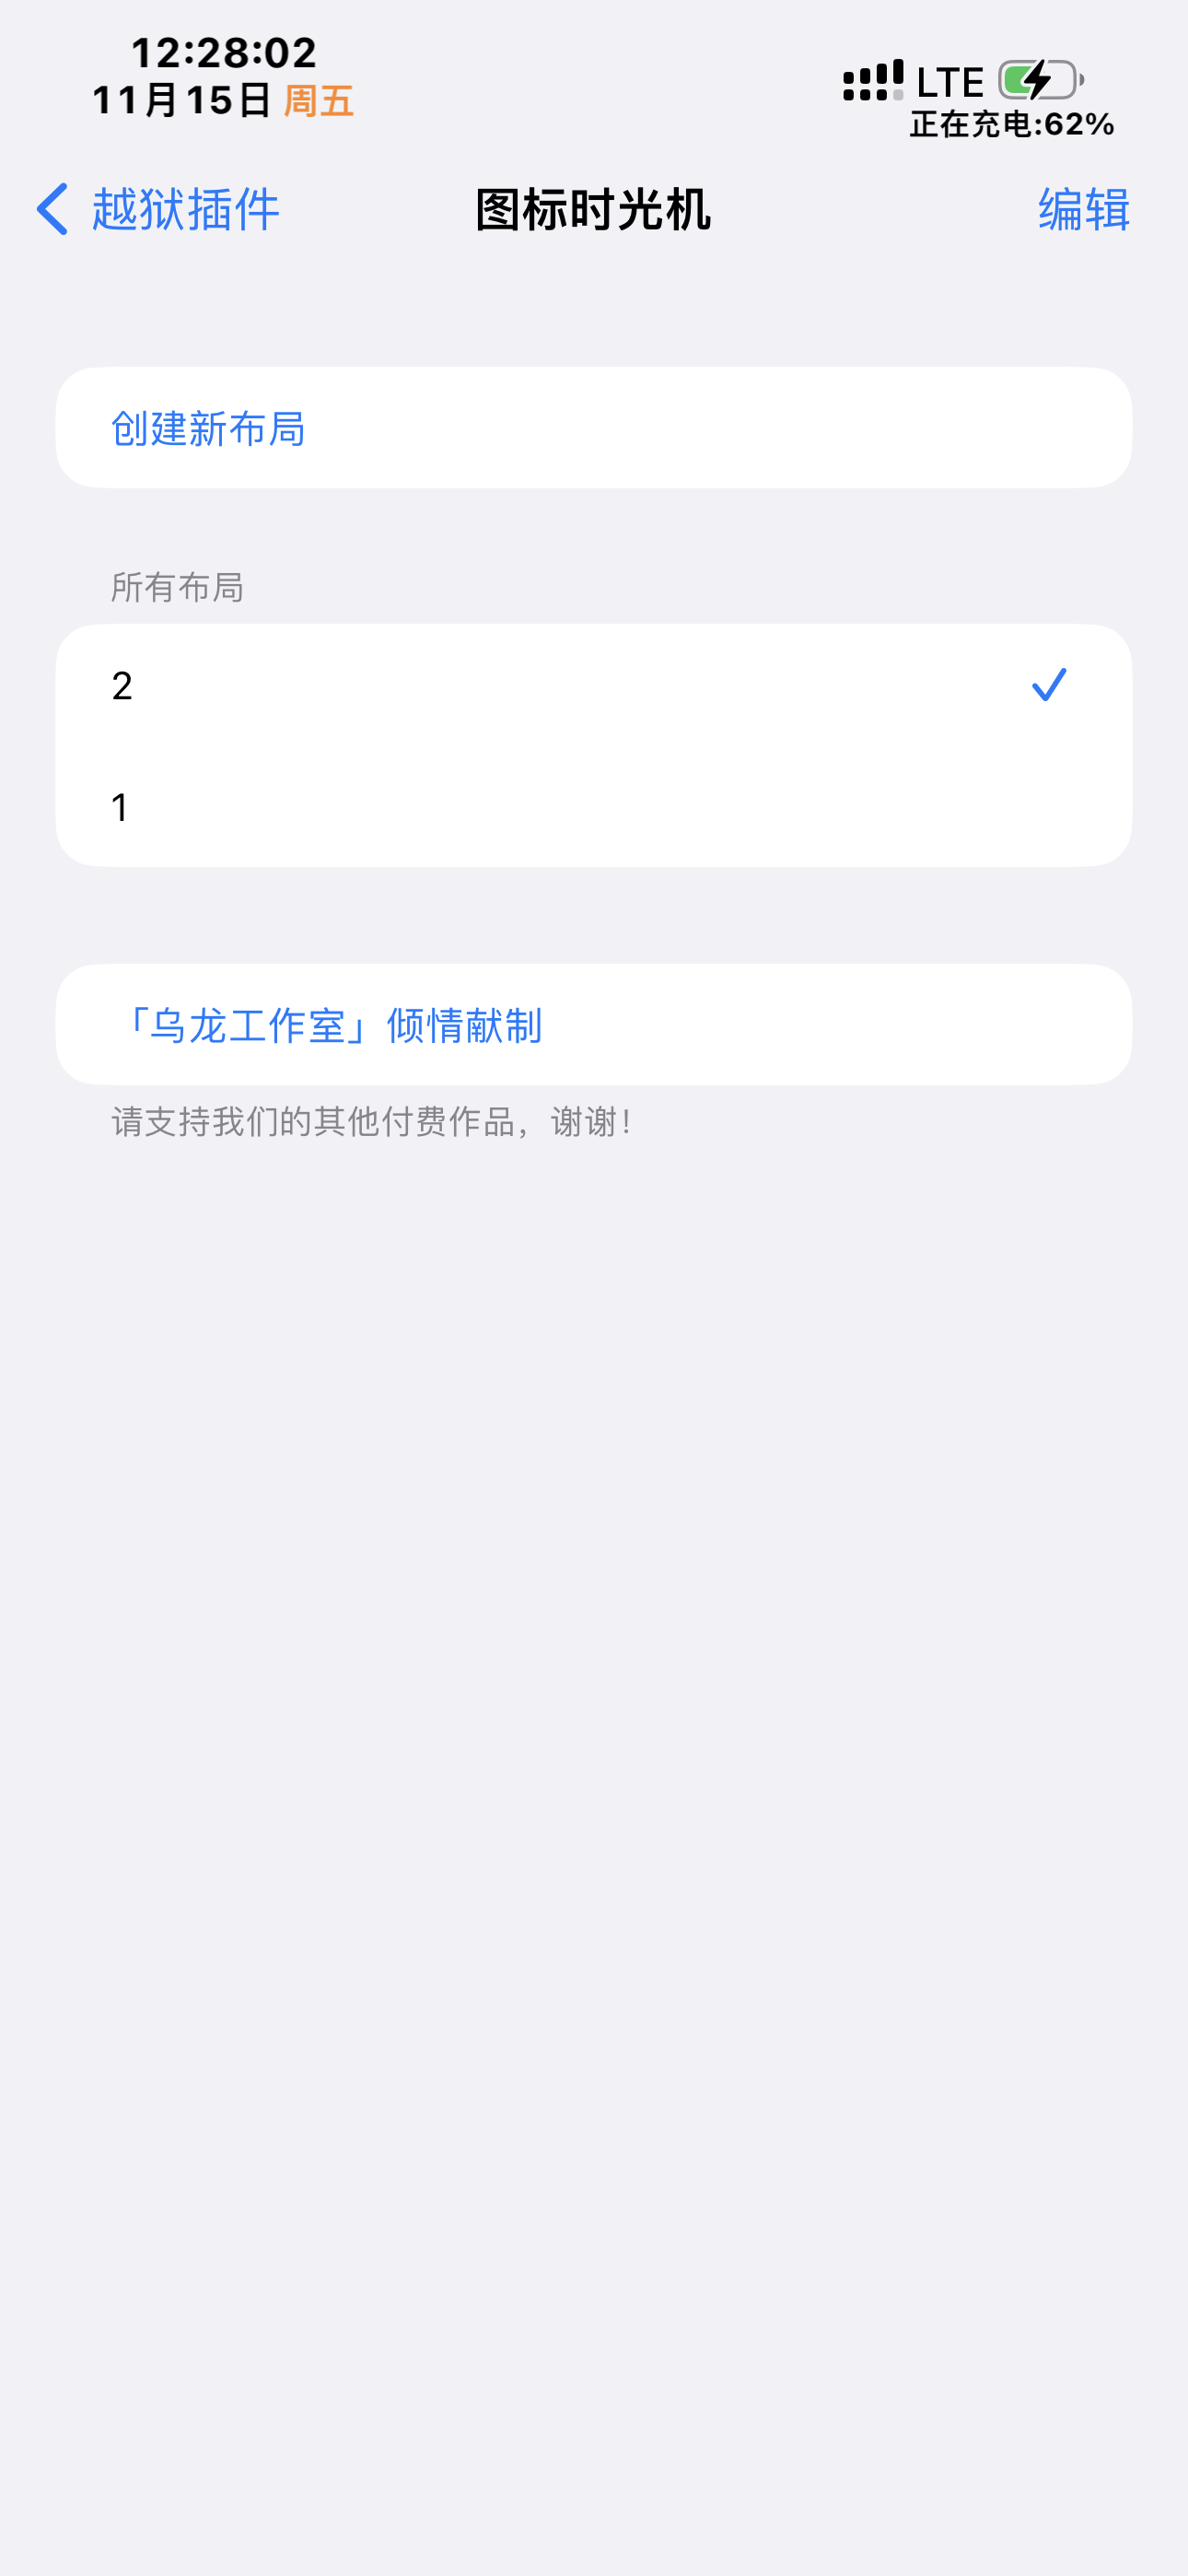 12:28:02
11月15日 周五
LTE
正在充电:62%
越狱插件
图标时光机
编辑
创建新布局
所有布局
2
1
「乌龙工作室」倾情献制
请支持我们的其他付费作品，谢谢！